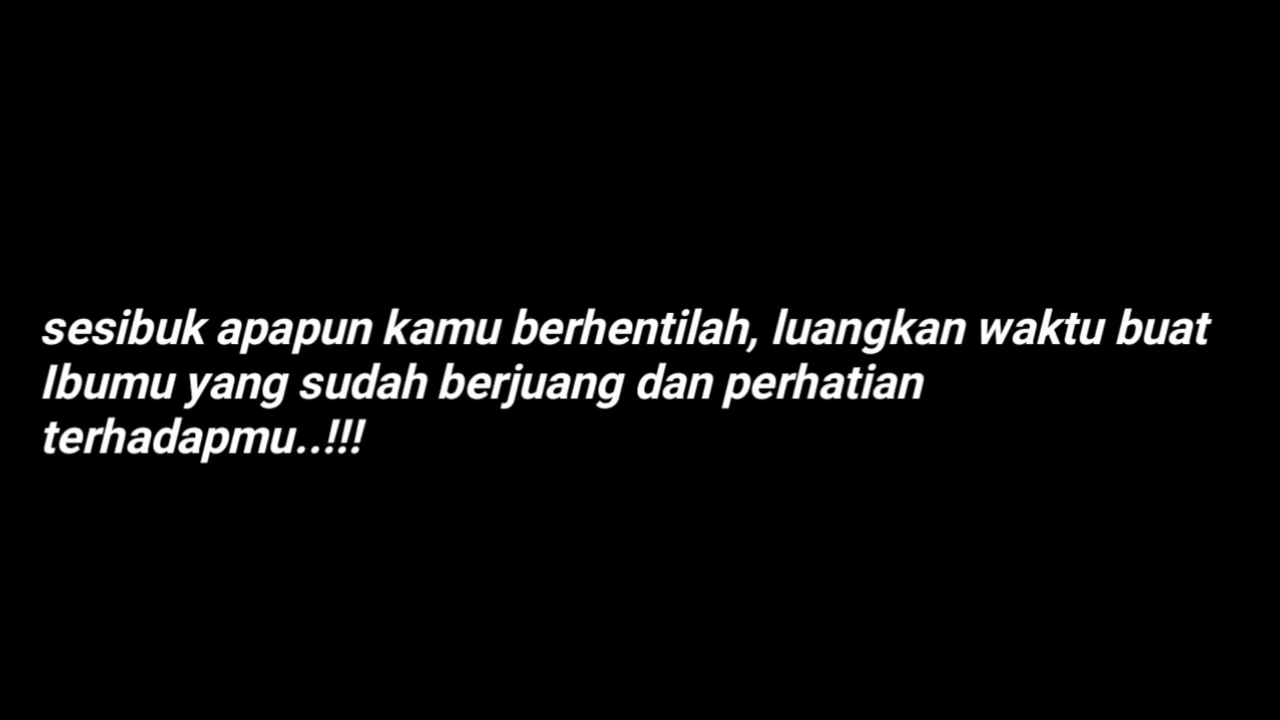 sesibuk apapun kamu berhentilah, luangkan waktu buat
Ibumu yang sudah berjuang dan perhatian
terhadapmu..!!!